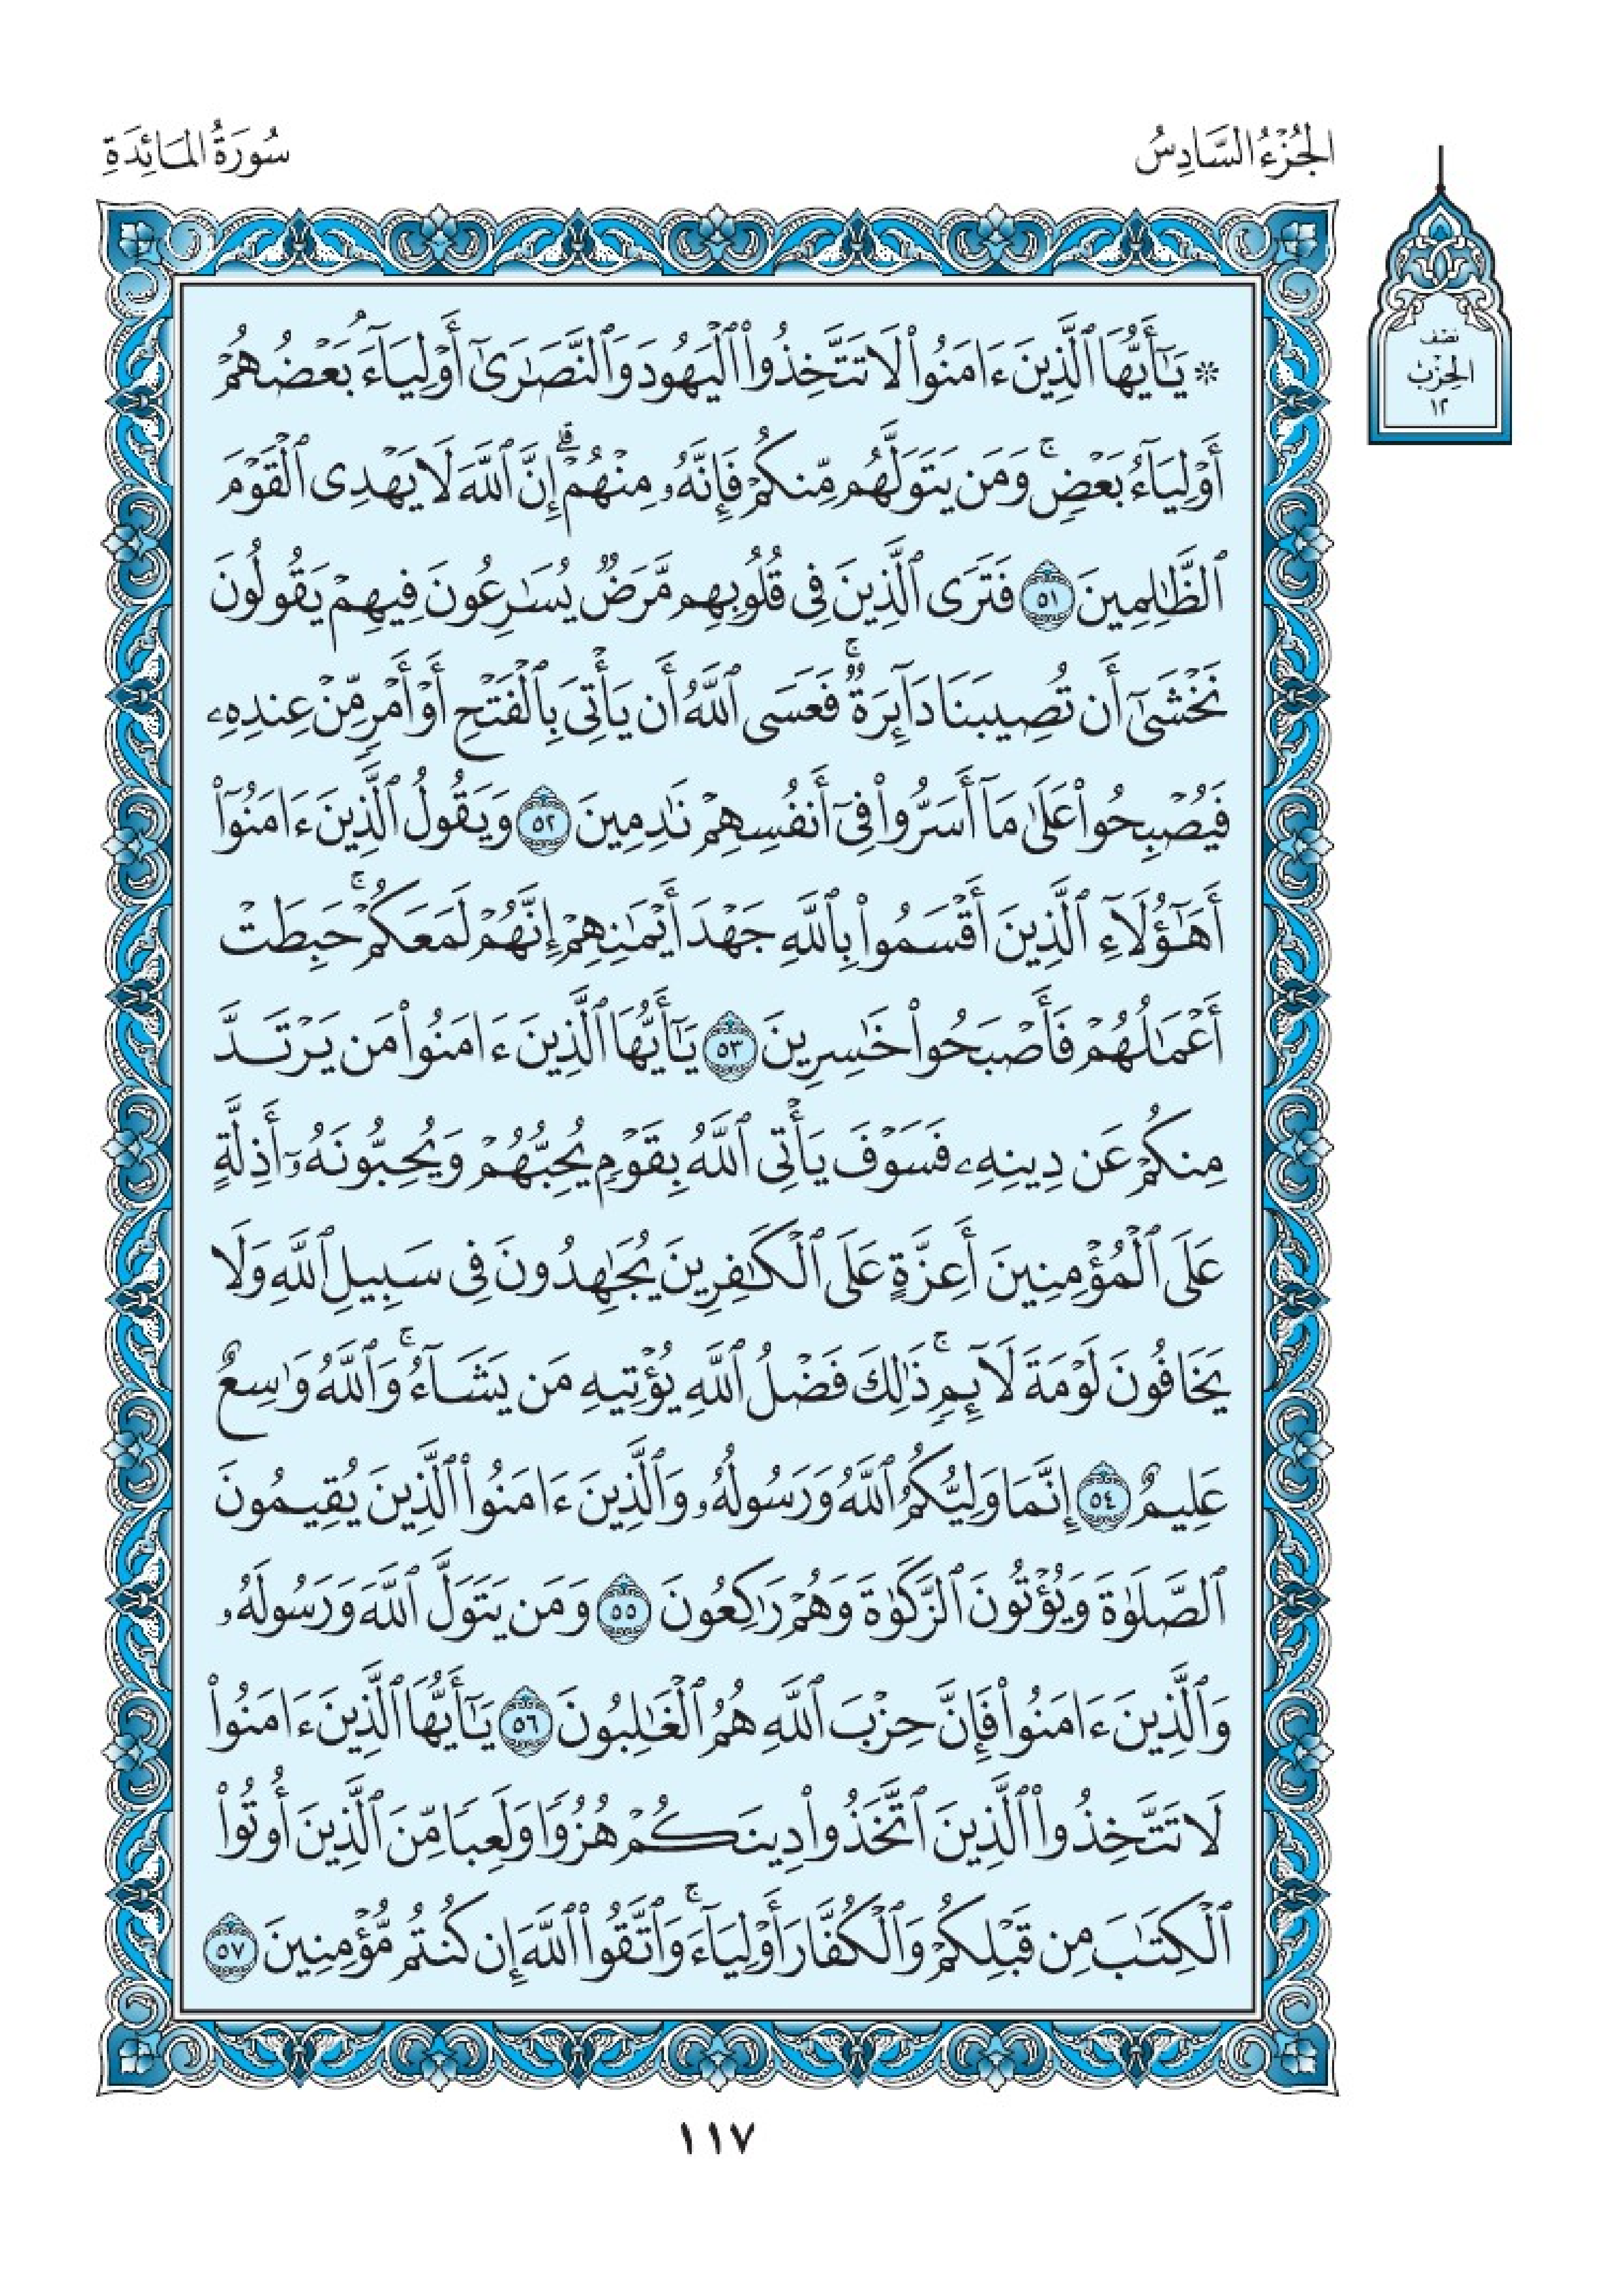 الجُزْءُ السَّادِسُ
سُورَةُ المَائِدَةِ
نصف
الحِزْب
١٢
۞ يَٰٓأَيُّهَا ٱلَّذِينَ ءَامَنُوا۟ لَا تَتَّخِذُوا۟ ٱلْيَهُودَ وَٱلنَّصَٰرَىٰٓ أَوْلِيَآءَ ۘ بَعْضُهُمْ
أَوْلِيَآءُ بَعْضٍ ۚ وَمَن يَتَوَلَّهُم مِّنكُمْ فَإِنَّهُۥ مِنْهُمْ ۗ إِنَّ ٱللَّهَ لَا يَهْدِى ٱلْقَوْمَ
ٱلظَّٰلِمِينَ ٥١ فَتَرَى ٱلَّذِينَ فِى قُلُوبِهِم مَّرَضٌ يُسَٰرِعُونَ فِيهِمْ يَقُولُونَ
نَخْشَىٰٓ أَن تُصِيبَنَا دَآئِرَةٌ ۚ فَعَسَى ٱللَّهُ أَن يَأْتِىَ بِٱلْفَتْحِ أَوْ أَمْرٍ مِّنْ عِندِهِۦ
فَيُصْبِحُوا۟ عَلَىٰ مَآ أَسَرُّوا۟ فِىٓ أَنفُسِهِمْ نَٰدِمِينَ ٥٢ وَيَقُولُ ٱلَّذِينَ ءَامَنُوٓا۟
أَهَٰٓؤُلَآءِ ٱلَّذِينَ أَقْسَمُوا۟ بِٱللَّهِ جَهْدَ أَيْمَٰنِهِمْ إِنَّهُمْ لَمَعَكُمْ ۚ حَبِطَتْ
أَعْمَٰلُهُمْ فَأَصْبَحُوا۟ خَٰسِرِينَ ٥٣ يَٰٓأَيُّهَا ٱلَّذِينَ ءَامَنُوا۟ مَن يَرْتَدَّ
مِنكُمْ عَن دِينِهِۦ فَسَوْفَ يَأْتِى ٱللَّهُ بِقَوْمٍ يُحِبُّهُمْ وَيُحِبُّونَهُۥٓ أَذِلَّةٍ
عَلَى ٱلْمُؤْمِنِينَ أَعِزَّةٍ عَلَى ٱلْكَٰفِرِينَ يُجَٰهِدُونَ فِى سَبِيلِ ٱللَّهِ وَلَا
يَخَافُونَ لَوْمَةَ لَآئِمٍ ۚ ذَٰلِكَ فَضْلُ ٱللَّهِ يُؤْتِيهِ مَن يَشَآءُ ۚ وَٱللَّهُ وَٰسِعٌ
عَلِيمٌ ٥٤ إِنَّمَا وَلِيُّكُمُ ٱللَّهُ وَرَسُولُهُۥ وَٱلَّذِينَ ءَامَنُوا۟ ٱلَّذِينَ يُقِيمُونَ
ٱلصَّلَوٰةَ وَيُؤْتُونَ ٱلزَّكَوٰةَ وَهُمْ رَٰكِعُونَ ٥٥ وَمَن يَتَوَلَّ ٱللَّهَ وَرَسُولَهُۥ
وَٱلَّذِينَ ءَامَنُوا۟ فَإِنَّ حِزْبَ ٱللَّهِ هُمُ ٱلْغَٰلِبُونَ ٥٦ يَٰٓأَيُّهَا ٱلَّذِينَ ءَامَنُوا۟
لَا تَتَّخِذُوا۟ ٱلَّذِينَ ٱتَّخَذُوا۟ دِينَكُمْ هُزُوًا وَلَعِبًا مِّنَ ٱلَّذِينَ أُوتُوا۟
ٱلْكِتَٰبَ مِن قَبْلِكُمْ وَٱلْكُفَّارَ أَوْلِيَآءَ ۚ وَٱتَّقُوا۟ ٱللَّهَ إِن كُنتُم مُّؤْمِنِينَ ٥٧
١١٧